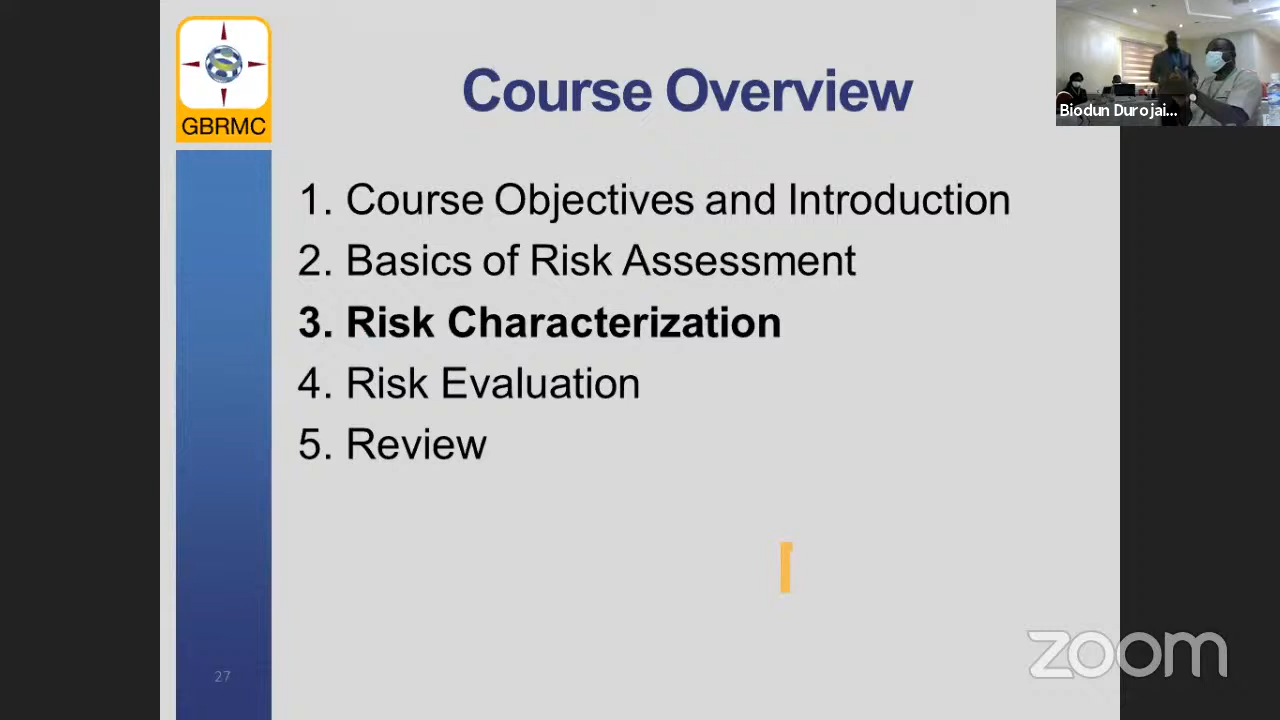 GBRMC
Course Overview
Biodun Durojai...
1. Course Objectives and Introduction
2. Basics of Risk Assessment
3. Risk Characterization
4. Risk Evaluation
5. Review
27
zoom